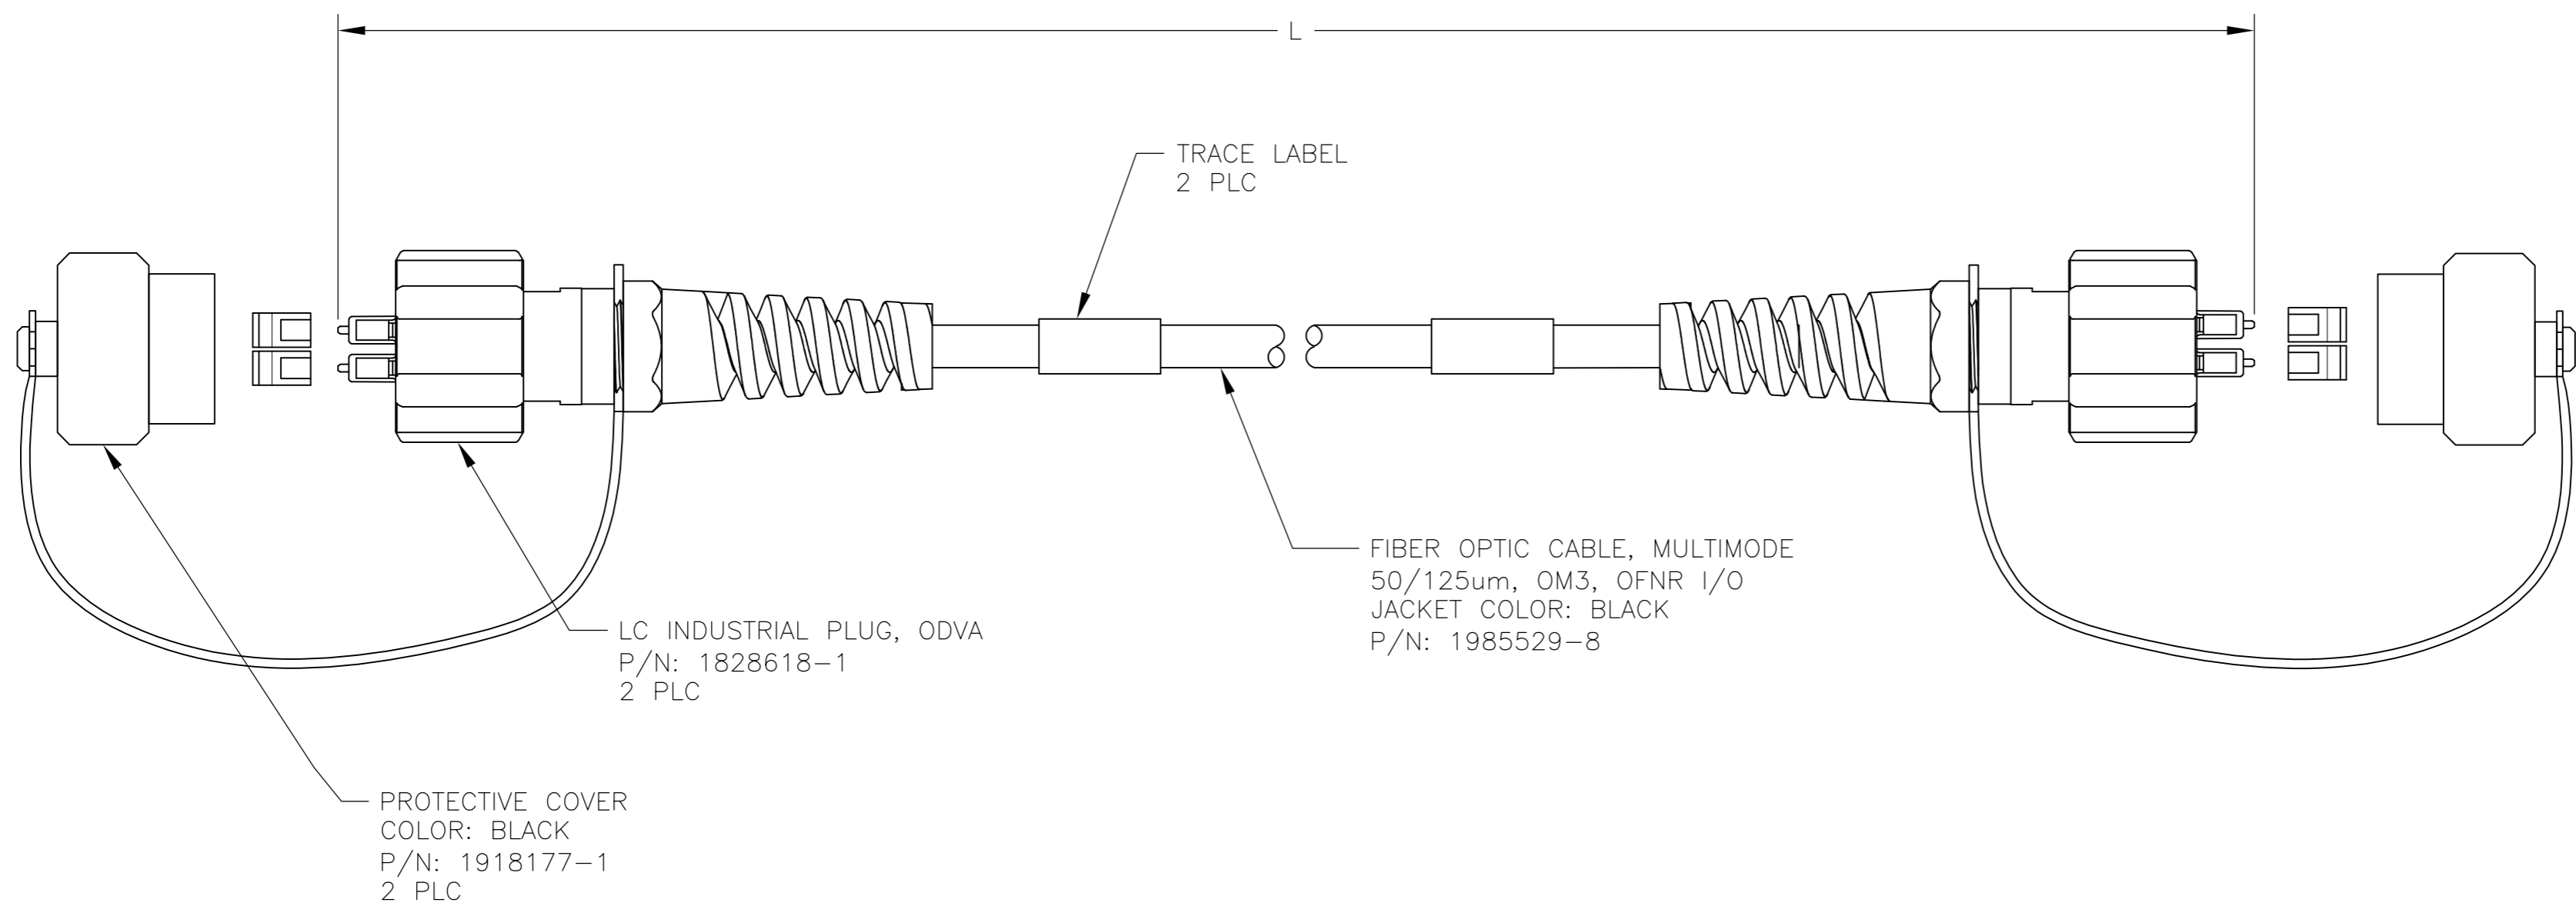 L
TRACE LABEL
2 PLC
FIBER OPTIC CABLE, MULTIMODE
50/125um, OM3, OFNR I/O
JACKET COLOR: BLACK
P/N: 1985529-8
LC INDUSTRIAL PLUG, ODVA
P/N: 1828618-1
2 PLC
PROTECTIVE COVER
COLOR: BLACK
P/N: 1918177-1
2 PLC